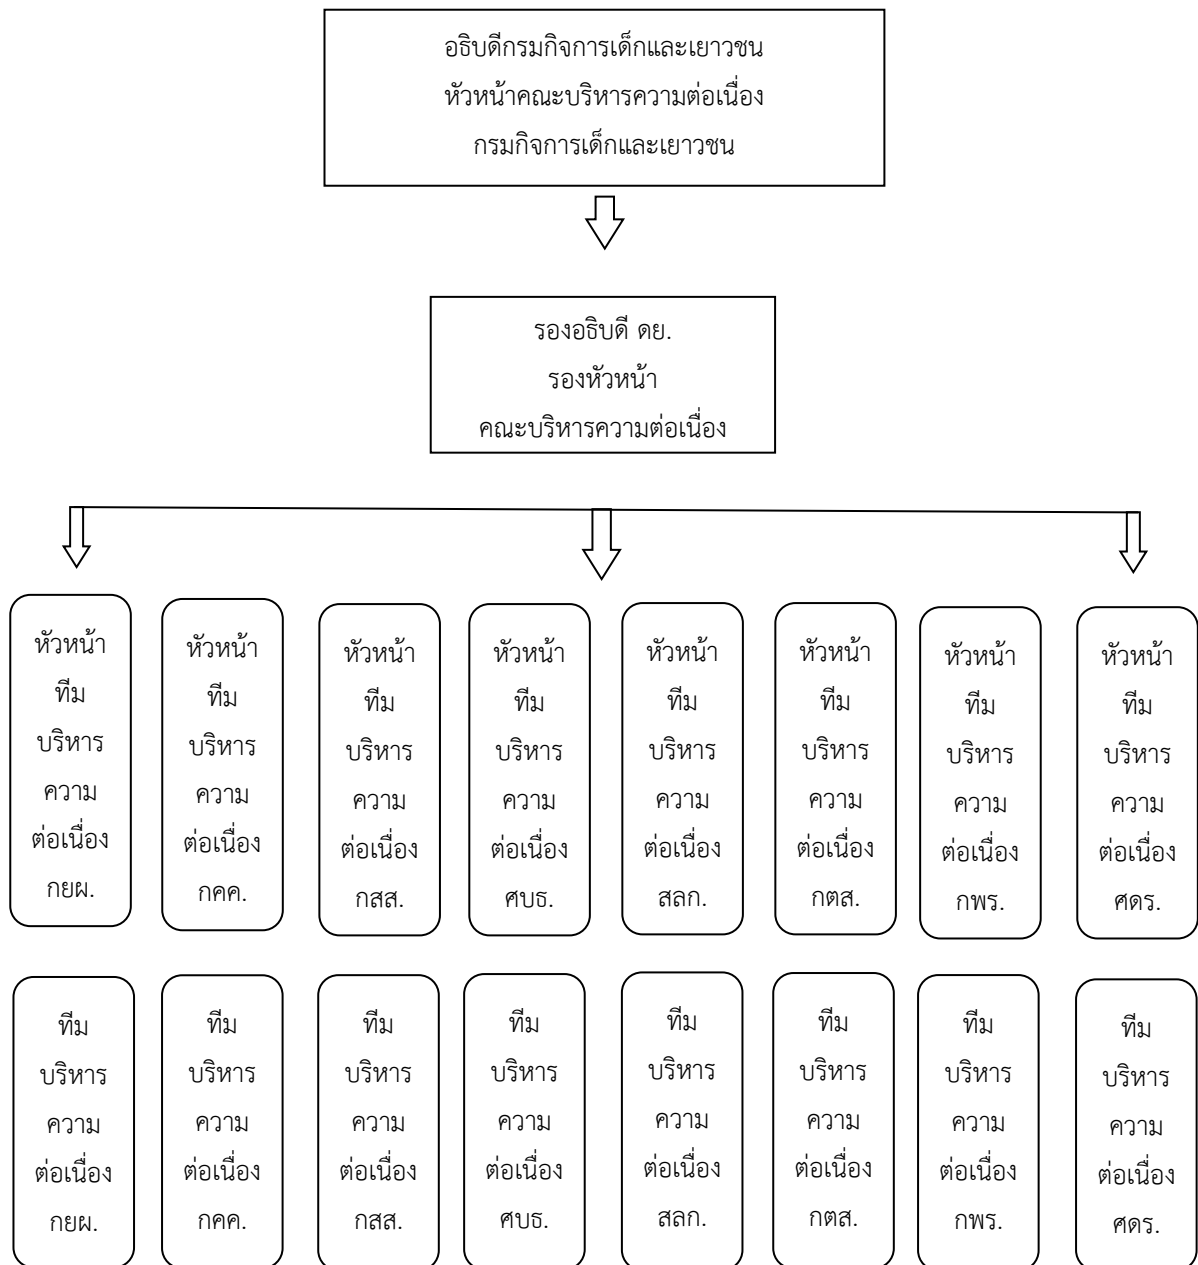 อธิบดีกรมกิจการเด็กและเยาวชน
หัวหน้าคณะบริหารความต่อเนื่อง
กรมกิจการเด็กและเยาวชน
รองอธิบดี ดย.
รองหัวหน้า
คณะบริหารความต่อเนื่อง
หัวหน้า
ทีม
บริหาร
ความ
ต่อเนื่อง
กยผ.
หัวหน้า
ทีม
บริหาร
ความ
ต่อเนื่อง
กคค.
หัวหน้า
ทีม
บริหาร
ความ
ต่อเนื่อง
กสส.
หัวหน้า
ทีม
บริหาร
ความ
ต่อเนื่อง
ศบธ.
หัวหน้า
ทีม
บริหาร
ความ
ต่อเนื่อง
สลก.
หัวหน้า
ทีม
บริหาร
ความ
ต่อเนื่อง
กตส.
หัวหน้า
ทีม
บริหาร
ความ
ต่อเนื่อง
กพร.
หัวหน้า
ทีม
บริหาร
ความ
ต่อเนื่อง
ศดร.
ทีม
บริหาร
ความ
ต่อเนื่อง
กยผ.
ทีม
บริหาร
ความ
ต่อเนื่อง
กคค.
ทีม
บริหาร
ความ
ต่อเนื่อง
กสส.
ทีม
บริหาร
ความ
ต่อเนื่อง
ศบธ.
ทีม
บริหาร
ความ
ต่อเนื่อง
สลก.
ทีม
บริหาร
ความ
ต่อเนื่อง
กตส.
ทีม
บริหาร
ความ
ต่อเนื่อง
กพร.
ทีม
บริหาร
ความ
ต่อเนื่อง
ศดร.